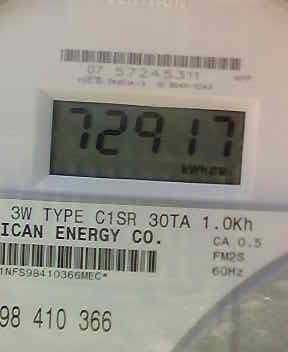 07 57245311
72917
3W TYPE C1SR 30TA 1.0Kh
ICAN ENERGY CO.
CA 0.5
FM2S
60Hz
1NFS98410366MEC*
98 410 366